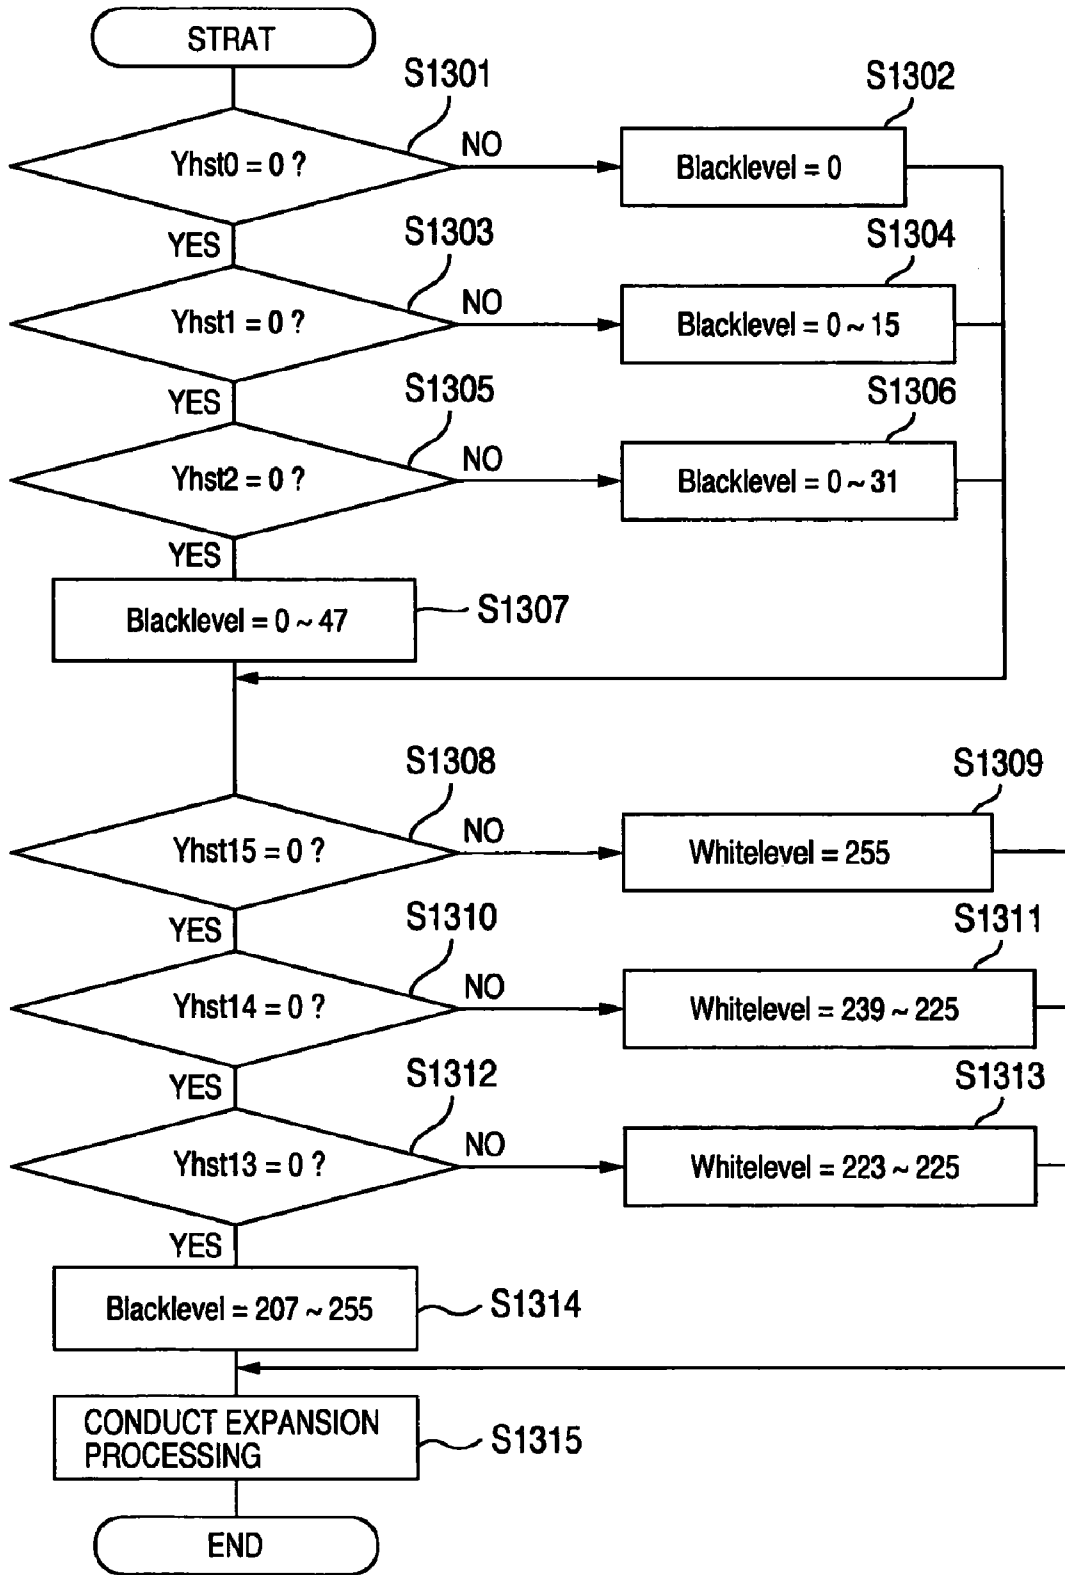 STRAT
S1301
Yhst0 = 0 ?
NO
S1302
Blacklevel = 0
YES
S1303
Yhst1 = 0 ?
NO
S1304
Blacklevel = 0 ~ 15
YES
S1305
Yhst2 = 0 ?
NO
S1306
Blacklevel = 0 ~ 31
YES
Blacklevel = 0 ~ 47
S1307
S1308
Yhst15 = 0 ?
NO
S1309
Whitelevel = 255
YES
S1310
Yhst14 = 0 ?
NO
S1311
Whitelevel = 239 ~ 225
YES
S1312
Yhst13 = 0 ?
NO
S1313
Whitelevel = 223 ~ 225
YES
Blacklevel = 207 ~ 255
S1314
CONDUCT EXPANSION
PROCESSING
S1315
END